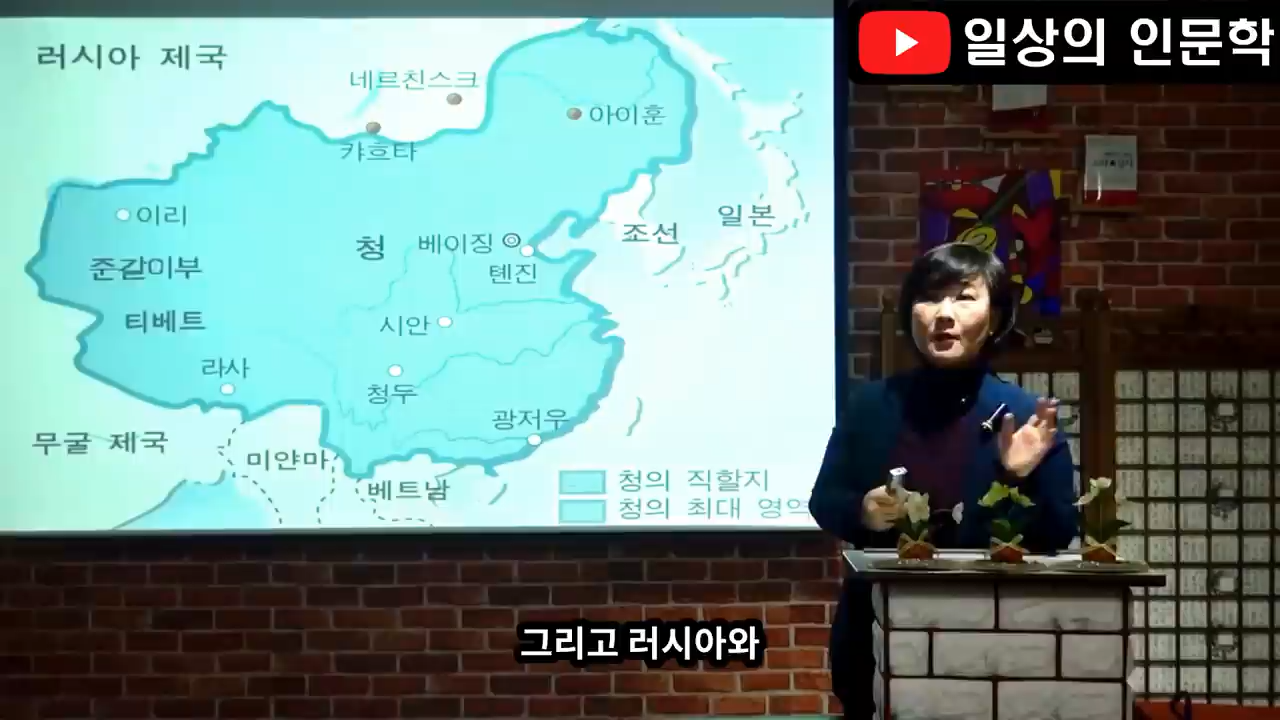 일상의 인문학
러시아 제국
네르친스크
아이훈
캬흐타
이리
일본
조선
청
베이징
준갈이부
톈진
티베트
시안
라사
청두
광저우
무굴 제국
미얀마
베트남
청의 직할지
청의 최대 영역
그리고 러시아와